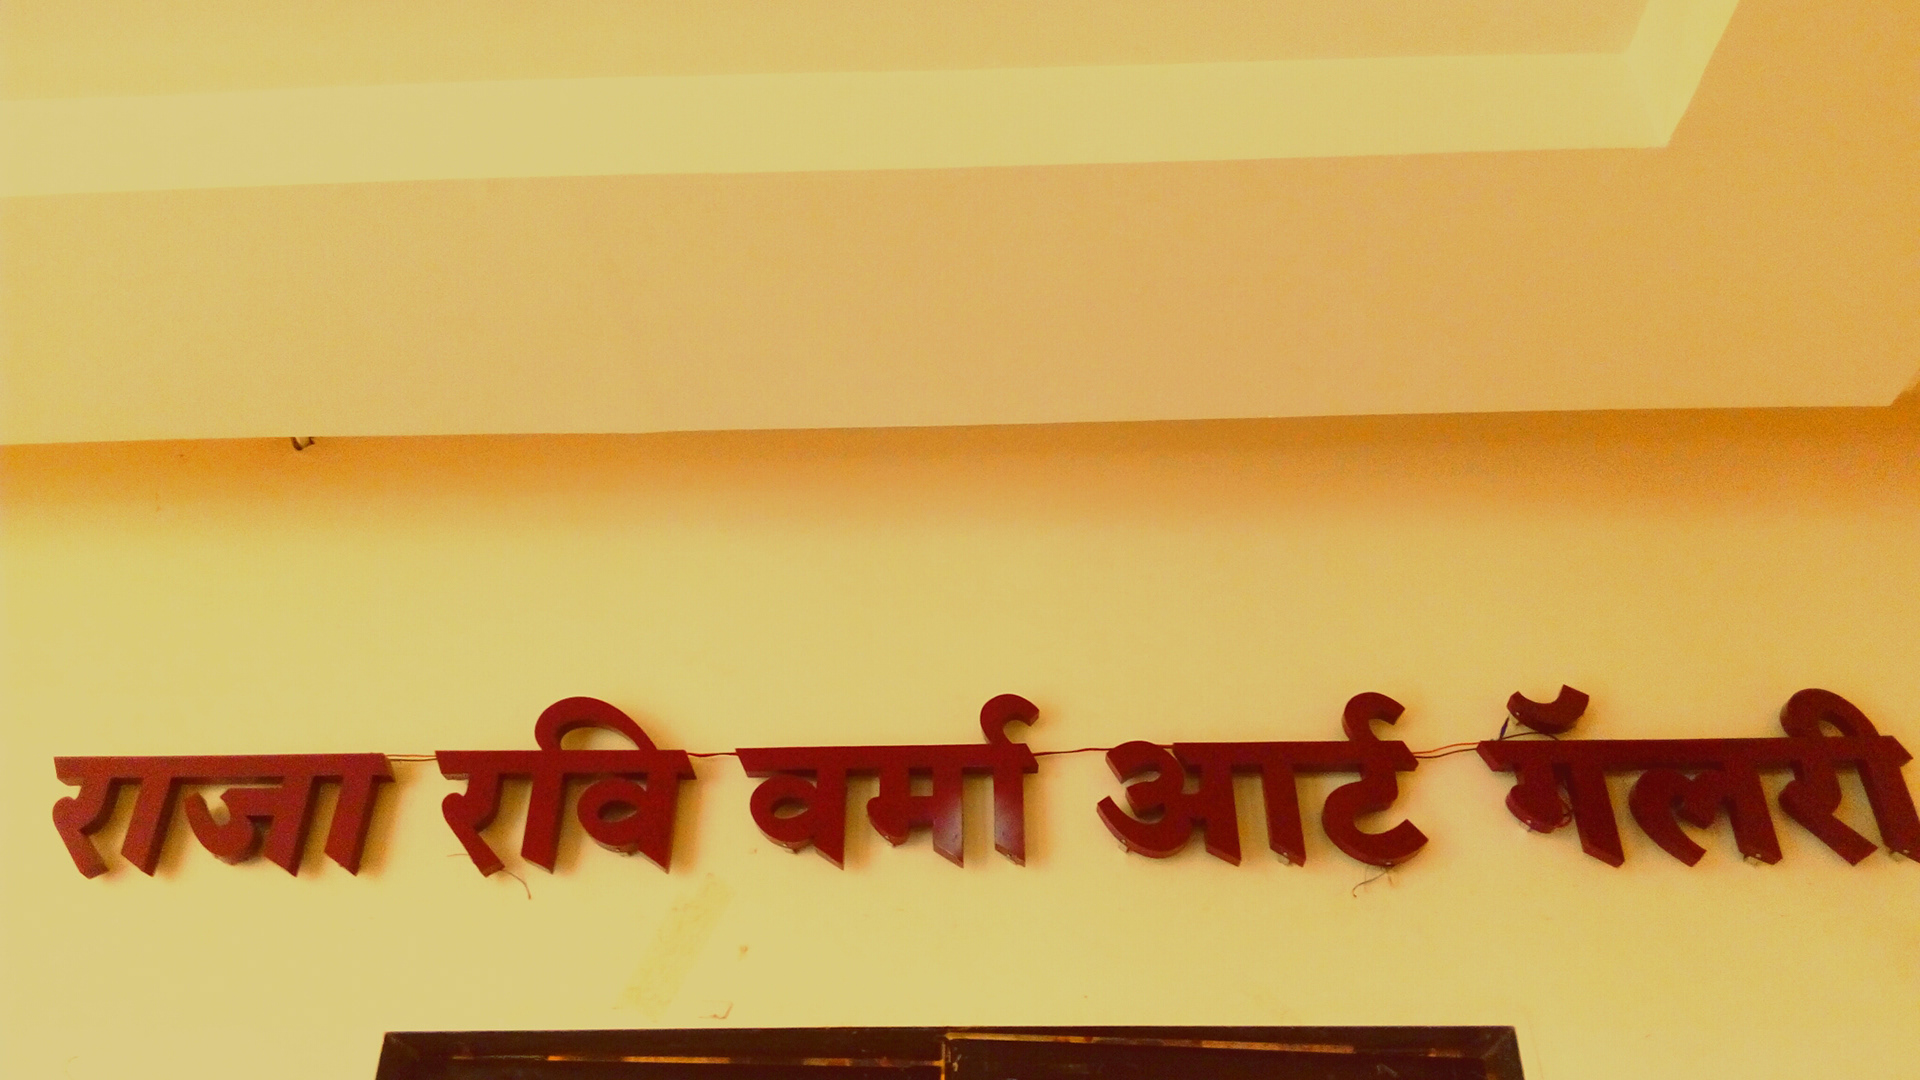 राजा रवि वर्मा आर्ट गॅलरी